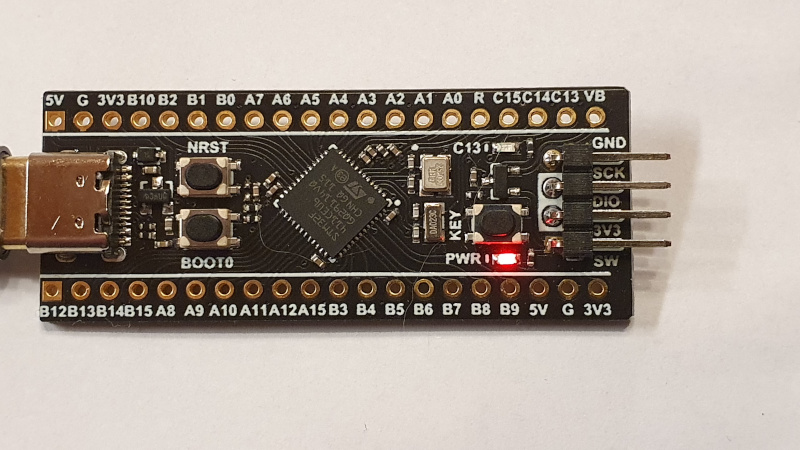 5V G 3V3 B10 B2 B1 B0 A7 A6 A5 A4 A3 A2 A1 A0 R C15 C14 C13 VB
NRST
C13
GND
SCK
DIO
3V3
SW
KEY
BOOT0
PWR
B12 B13 B14 B15 A8 A9 A10 A11 A12 A15 B3 B4 B5 B6 B7 B8 B9 5V G 3V3